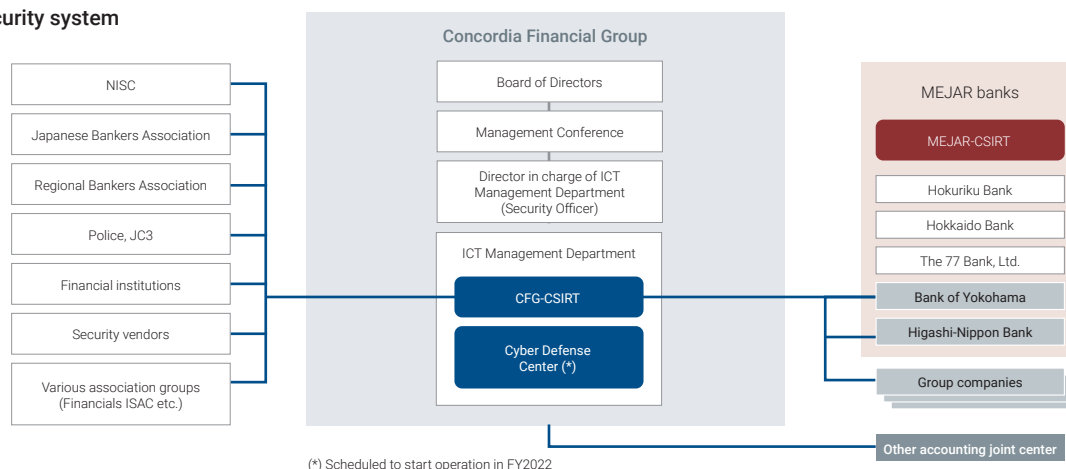 curity system
NISC
Japanese Bankers Association
Regional Bankers Association
Police, JC3
Financial institutions
Security vendors
Various association groups
(Financials ISAC etc.)
Concordia Financial Group
Board of Directors
Management Conference
Director in charge of ICT
Management Department
(Security Officer)
ICT Management Department
CFG-CSIRT
Cyber Defense
Center (*)
(*) Scheduled to start operation in FY2022
MEJAR banks
MEJAR-CSIRT
Hokuriku Bank
Hokkaido Bank
The 77 Bank, Ltd.
Bank of Yokohama
Higashi-Nippon Bank
Group companies
Other accounting joint center